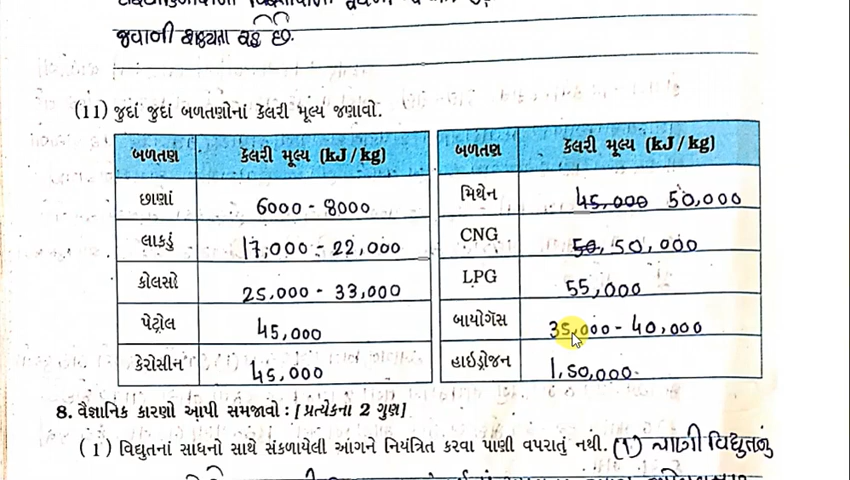 જવાની શક્યતા વધુ છે.
(11) જુદાં જુદાં બળતણોનાં કૅલરી મૂલ્ય જણાવો.
બળતણ કૅલરી મૂલ્ય (kJ/kg) બળતણ કૅલરી મૂલ્ય (kJ/kg)
છાણાં 6000 - 8000 મિથેન 45,000 50,000
લાકડું 17,000 - 22,000 CNG 50, 50,000
કોલસો 25,000 - 33,000 LPG 55,000
પેટ્રોલ 45,000 બાયોગૅસ 35,000 - 40,000
કેરોસીન 45,000 હાઇડ્રોજન 1,50,000.
8. વૈજ્ઞાનિક કારણો આપી સમજાવો : [પ્રત્યેકના 2 ગુણ]
(1) વિદ્યુતનાં સાધનો સાથે સંકળાયેલી આગને નિયંત્રિત કરવા પાણી વપરાતું નથી. (1) પાણી વિદ્યુતનું